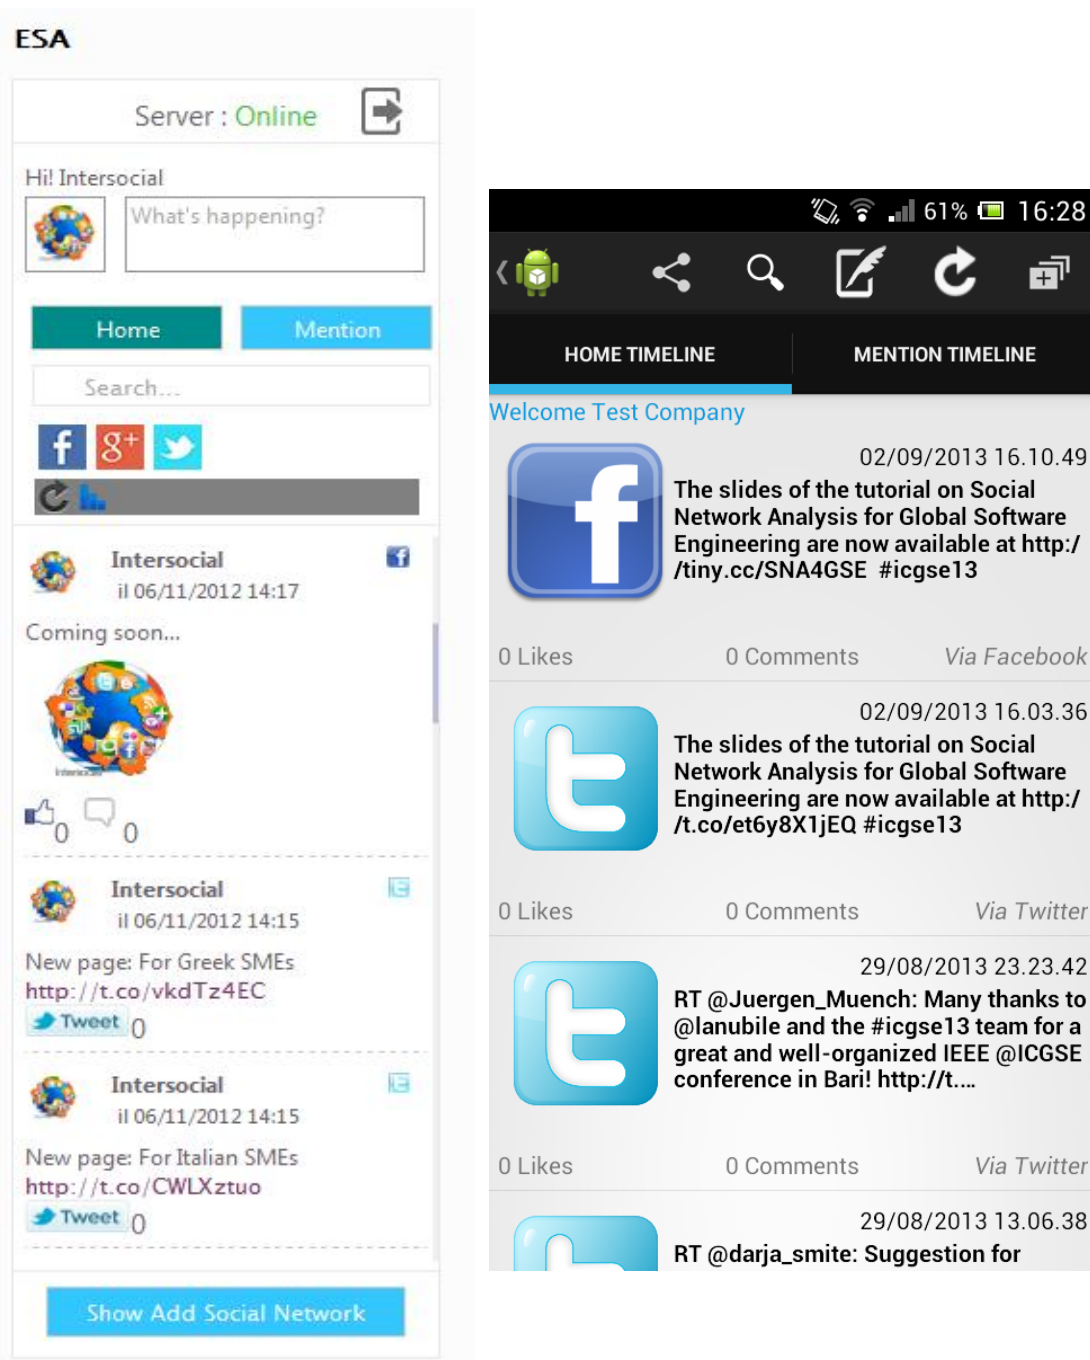 ESA
Server : Online
Hi! Intersocial
What's happening?
Home
Mention
Search...
Intersocial
il 06/11/2012 14:17
Coming soon...
0
0
Intersocial
il 06/11/2012 14:15
New page: For Greek SMEs
http://t.co/vkdTz4EC
Tweet 0
Intersocial
il 06/11/2012 14:15
New page: For Italian SMEs
http://t.co/CWLXztuo
Tweet 0
Show Add Social Network
61% 16:28
HOME TIMELINE
MENTION TIMELINE
Welcome Test Company
02/09/2013 16.10.49
The slides of the tutorial on Social
Network Analysis for Global Software
Engineering are now available at http:/
/tiny.cc/SNA4GSE #icgse13
0 Likes
0 Comments
Via Facebook
02/09/2013 16.03.36
The slides of the tutorial on Social
Network Analysis for Global Software
Engineering are now available at http:/
/t.co/et6y8X1jEQ #icgse13
0 Likes
0 Comments
Via Twitter
29/08/2013 23.23.42
RT @Juergen_Muench: Many thanks to
@lanubile and the #icgse13 team for a
great and well-organized IEEE @ICGSE
conference in Bari! http://t....
0 Likes
0 Comments
Via Twitter
29/08/2013 13.06.38
RT @darja_smite: Suggestion for